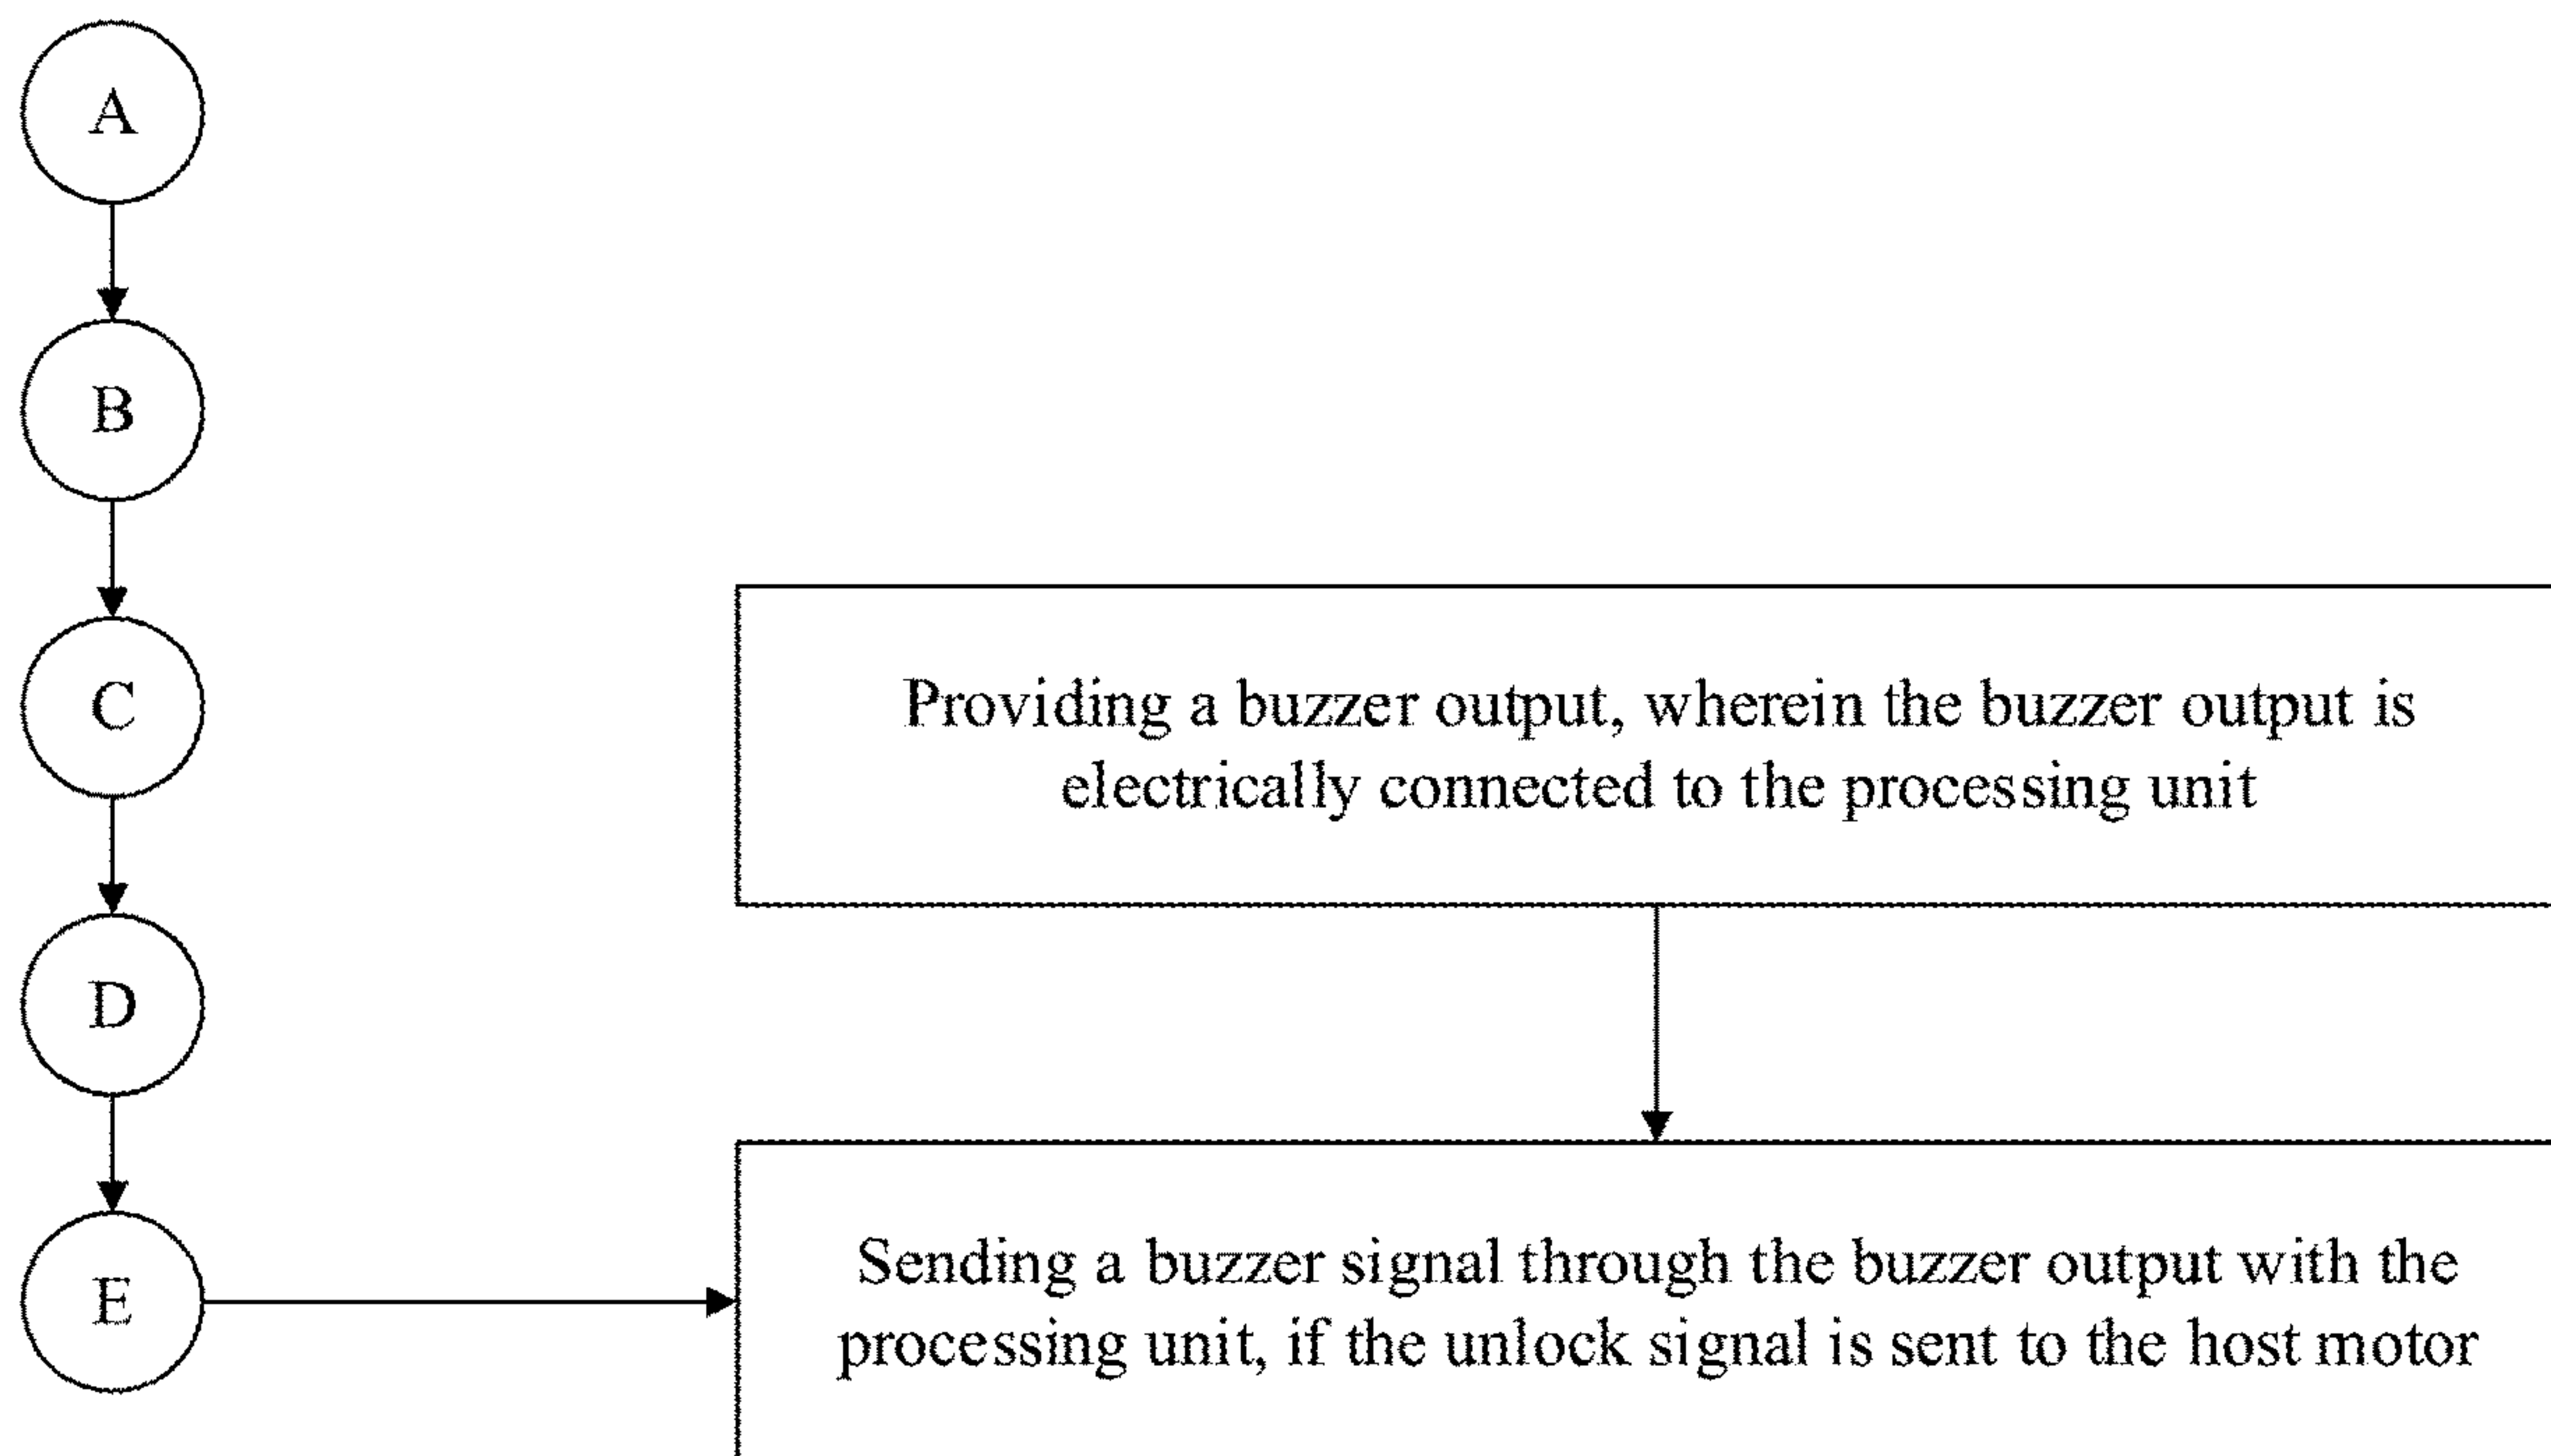 A
B
C
D
E
Providing a buzzer output, wherein the buzzer output is
electrically connected to the processing unit
Sending a buzzer signal through the buzzer output with the
processing unit, if the unlock signal is sent to the host motor